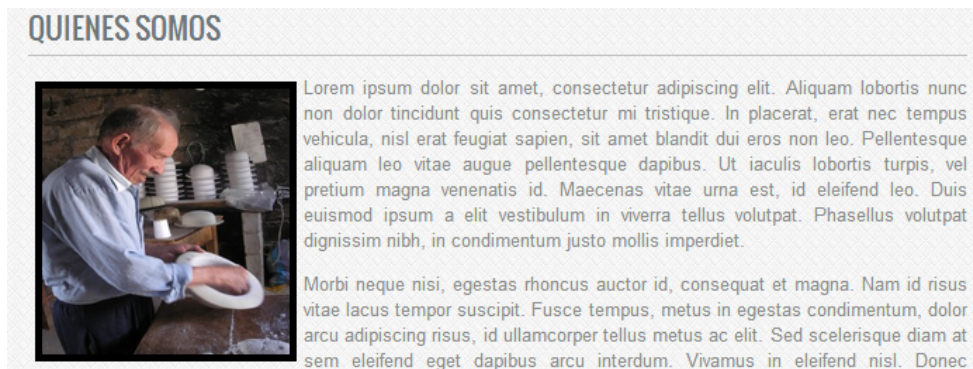 QUIENES SOMOS
Lorem ipsum dolor sit amet, consectetur adipiscing elit. Aliquam lobortis nunc
non dolor tincidunt quis consectetur mi tristique. In placerat, erat nec tempus
vehicula, nisl erat feugiat sapien, sit amet blandit dui eros non leo. Pellentesque
aliquam leo vitae augue pellentesque dapibus. Ut iaculis lobortis turpis, vel
pretium magna venenatis id. Maecenas vitae urna est, id eleifend leo. Duis
euismod ipsum a elit vestibulum in viverra tellus volutpat. Phasellus volutpat
dignissim nibh, in condimentum justo mollis imperdiet.
Morbi neque nisi, egestas rhoncus auctor id, consequat et magna. Nam id risus
vitae lacus tempor suscipit. Fusce tempus, metus in egestas condimentum, dolor
arcu adipiscing risus, id ullamcorper tellus metus ac elit. Sed scelerisque diam at
sem eleifend eget dapibus arcu interdum. Vivamus in eleifend nisl. Donec